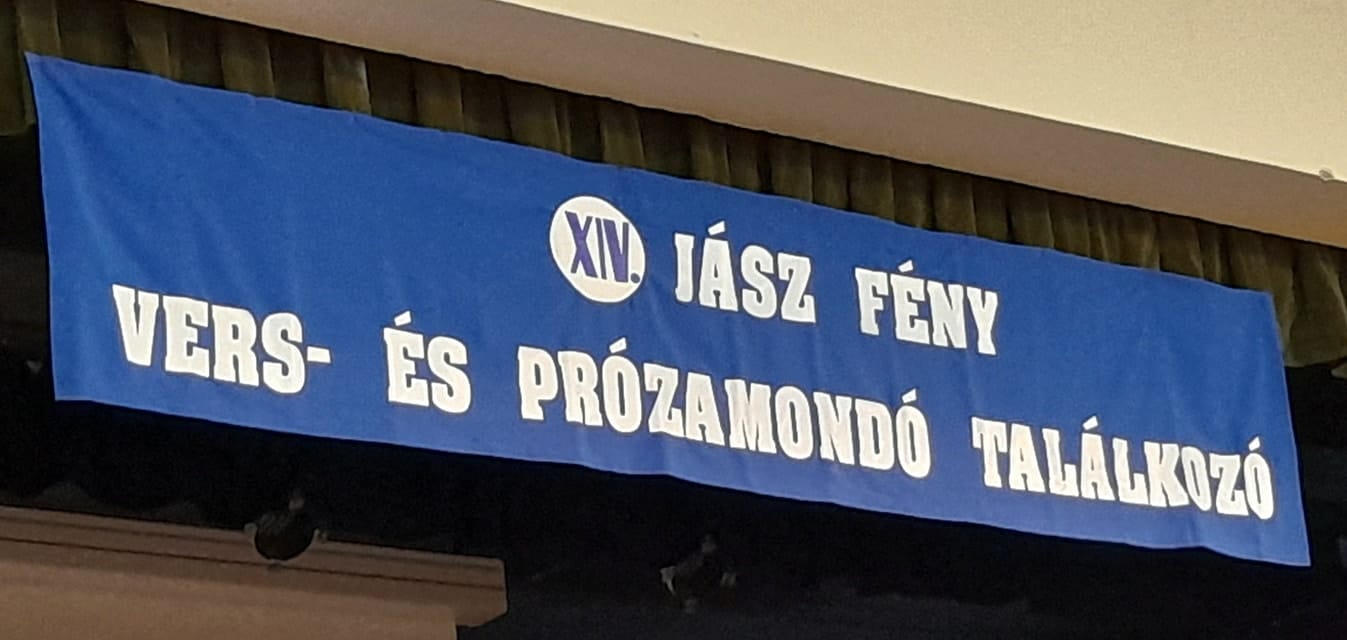 XIV. JÁSZ FÉNY
VERS- ÉS PRÓZAMONDÓ TALÁLKOZÓ